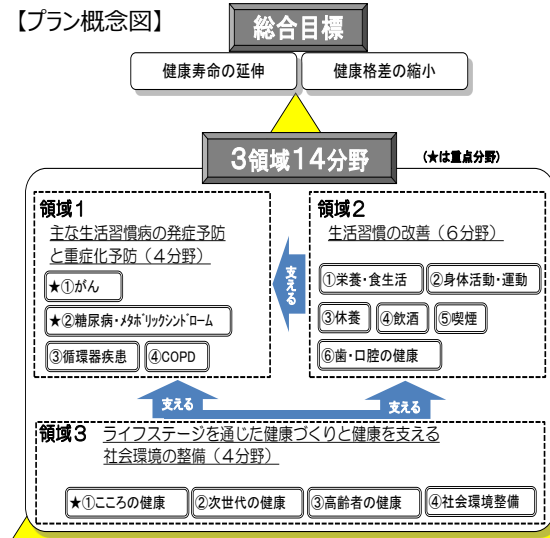 【プラン概念図】
総合目標
健康寿命の延伸
健康格差の縮小
3領域14分野
(★は重点分野)
領域1
主な生活習慣病の発症予防
と重症化予防（4分野）
★①がん
★②糖尿病・ﾒﾀﾎﾞﾘｯｸｼﾝﾄﾞﾛｰﾑ
③循環器疾患
④COPD
支える
領域2
生活習慣の改善（6分野）
①栄養・食生活
②身体活動・運動
③休養
④飲酒
⑤喫煙
⑥歯・口腔の健康
支える
支える
領域3 ライフステージを通じた健康づくりと健康を支える
社会環境の整備（4分野）
★①こころの健康
②次世代の健康
③高齢者の健康
④社会環境整備